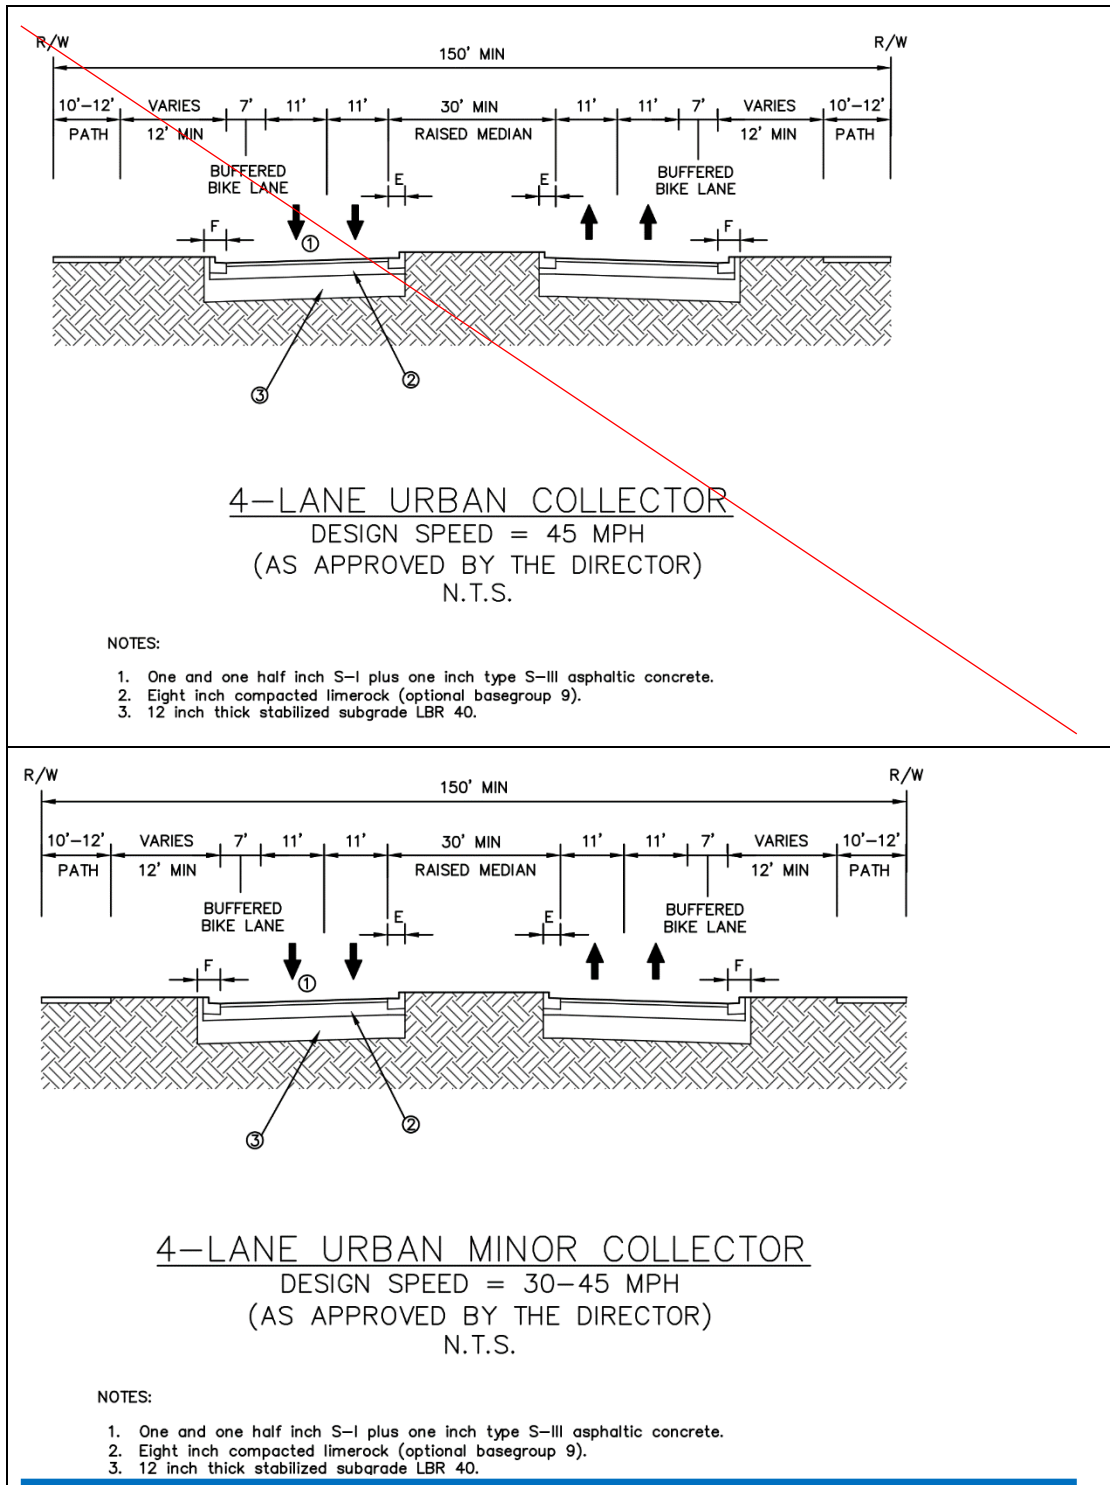 R/W R/W
150' MIN
10'-12' VARIES 7' 11' 11' 30' MIN 11' 11' 7' VARIES 10'-12'
PATH 12' MIN RAISED MEDIAN 12' MIN PATH
BUFFERED BIKE LANE
BUFFERED BIKE LANE
E E
F F
①
②
③
4-LANE URBAN COLLECTOR
DESIGN SPEED = 45 MPH
(AS APPROVED BY THE DIRECTOR)
N.T.S.
NOTES:
1. One and one half inch S-I plus one inch type S-III asphaltic concrete.
2. Eight inch compacted limerock (optional basegroup 9).
3. 12 inch thick stabilized subgrade LBR 40.
R/W R/W
150' MIN
10'-12' VARIES 7' 11' 11' 30' MIN 11' 11' 7' VARIES 10'-12'
PATH 12' MIN RAISED MEDIAN 12' MIN PATH
BUFFERED BIKE LANE
BUFFERED BIKE LANE
E E
F F
①
②
③
4-LANE URBAN MINOR COLLECTOR
DESIGN SPEED = 30-45 MPH
(AS APPROVED BY THE DIRECTOR)
N.T.S.
NOTES:
1. One and one half inch S-I plus one inch type S-III asphaltic concrete.
2. Eight inch compacted limerock (optional basegroup 9).
3. 12 inch thick stabilized subgrade LBR 40.